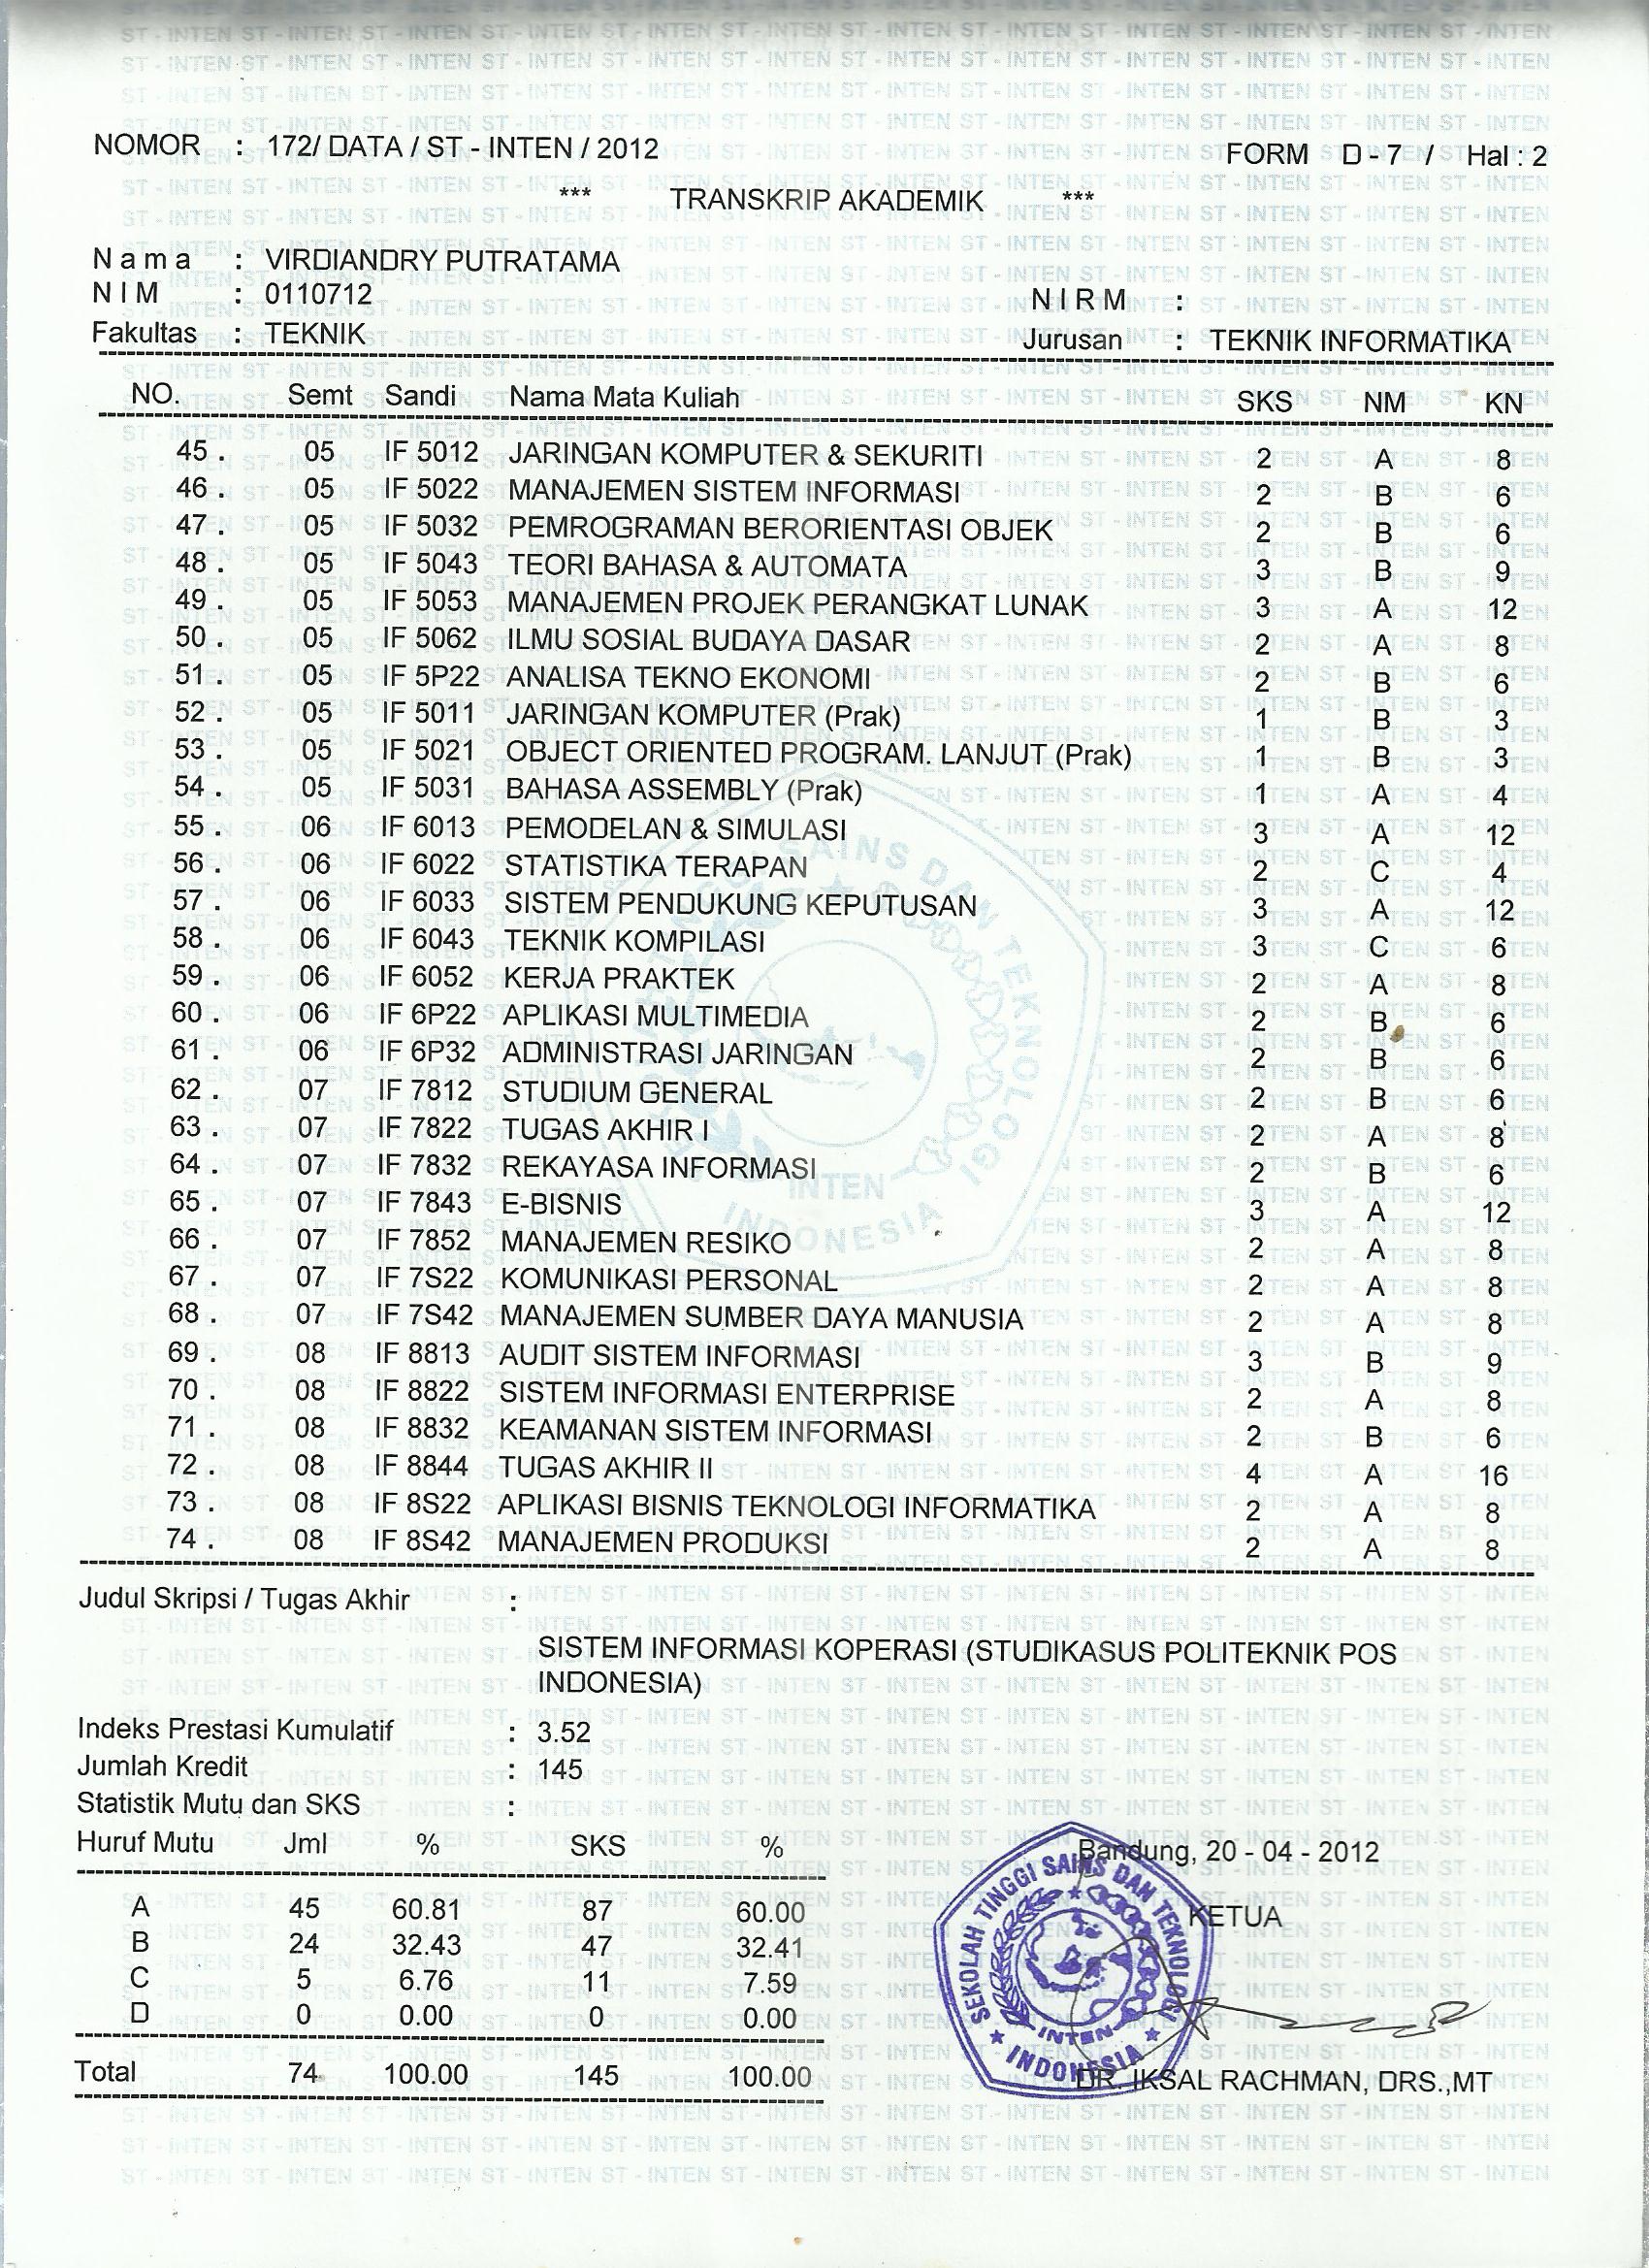 NOMOR : 172/ DATA / ST - INTEN / 2012 FORM D - 7 / Hal : 2
*** TRANSKRIP AKADEMIK ***
N a m a : VIRDIANDRY PUTRATAMA
N I M : 0110712 N I R M :
Fakultas : TEKNIK Jurusan : TEKNIK INFORMATIKA
NO. Semt Sandi Nama Mata Kuliah SKS NM KN
45 . 05 IF 5012 JARINGAN KOMPUTER & SEKURITI 2 A 8
46 . 05 IF 5022 MANAJEMEN SISTEM INFORMASI 2 B 6
47 . 05 IF 5032 PEMROGRAMAN BERORIENTASI OBJEK 2 B 6
48 . 05 IF 5043 TEORI BAHASA & AUTOMATA 3 B 9
49 . 05 IF 5053 MANAJEMEN PROJEK PERANGKAT LUNAK 3 A 12
50 . 05 IF 5062 ILMU SOSIAL BUDAYA DASAR 2 A 8
51 . 05 IF 5P22 ANALISA TEKNO EKONOMI 2 B 6
52 . 05 IF 5011 JARINGAN KOMPUTER (Prak) 1 B 3
53 . 05 IF 5021 OBJECT ORIENTED PROGRAM. LANJUT (Prak) 1 B 3
54 . 05 IF 5031 BAHASA ASSEMBLY (Prak) 1 A 4
55 . 06 IF 6013 PEMODELAN & SIMULASI 3 A 12
56 . 06 IF 6022 STATISTIKA TERAPAN 2 C 4
57 . 06 IF 6033 SISTEM PENDUKUNG KEPUTUSAN 3 A 12
58 . 06 IF 6043 TEKNIK KOMPILASI 3 C 6
59 . 06 IF 6052 KERJA PRAKTEK 2 A 8
60 . 06 IF 6P22 APLIKASI MULTIMEDIA 2 B 6
61 . 06 IF 6P32 ADMINISTRASI JARINGAN 2 B 6
62 . 07 IF 7812 STUDIUM GENERAL 2 B 6
63 . 07 IF 7822 TUGAS AKHIR I 2 A 8
64 . 07 IF 7832 REKAYASA INFORMASI 2 B 6
65 . 07 IF 7843 E-BISNIS 3 A 12
66 . 07 IF 7852 MANAJEMEN RESIKO 2 A 8
67 . 07 IF 7S22 KOMUNIKASI PERSONAL 2 A 8
68 . 07 IF 7S42 MANAJEMEN SUMBER DAYA MANUSIA 2 A 8
69 . 08 IF 8813 AUDIT SISTEM INFORMASI 3 B 9
70 . 08 IF 8822 SISTEM INFORMASI ENTERPRISE 2 A 8
71 . 08 IF 8832 KEAMANAN SISTEM INFORMASI 2 B 6
72 . 08 IF 8844 TUGAS AKHIR II 4 A 16
73 . 08 IF 8S22 APLIKASI BISNIS TEKNOLOGI INFORMATIKA 2 A 8
74 . 08 IF 8S42 MANAJEMEN PRODUKSI 2 A 8
Judul Skripsi / Tugas Akhir :
SISTEM INFORMASI KOPERASI (STUDIKASUS POLITEKNIK POS
INDONESIA)
Indeks Prestasi Kumulatif : 3.52
Jumlah Kredit : 145
Statistik Mutu dan SKS :
Huruf Mutu Jml % SKS %
A 45 60.81 87 60.00
B 24 32.43 47 32.41
C 5 6.76 11 7.59
D 0 0.00 0 0.00
Total 74 100.00 145 100.00
Bandung, 20 - 04 - 2012
KETUA
SEKOLAH TINGGI SAINS DAN TEKNOLOGI
INTEN
INDONESIA
DR. IKSAL RACHMAN, DRS.,MT